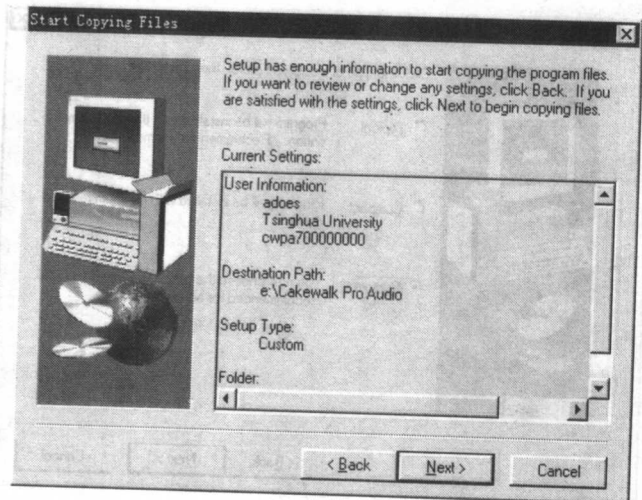 Start Copying Files
Setup has enough information to start copying the program files.
If you want to review or change any settings, click Back. If you
are satisfied with the settings, click Next to begin copying files.
Current Settings:
User Information:
adoes
Tsinghua University
cwpa700000000
Destination Path:
e:\Cakewalk Pro Audio
Setup Type:
Custom
Folder:
< Back
Next >
Cancel